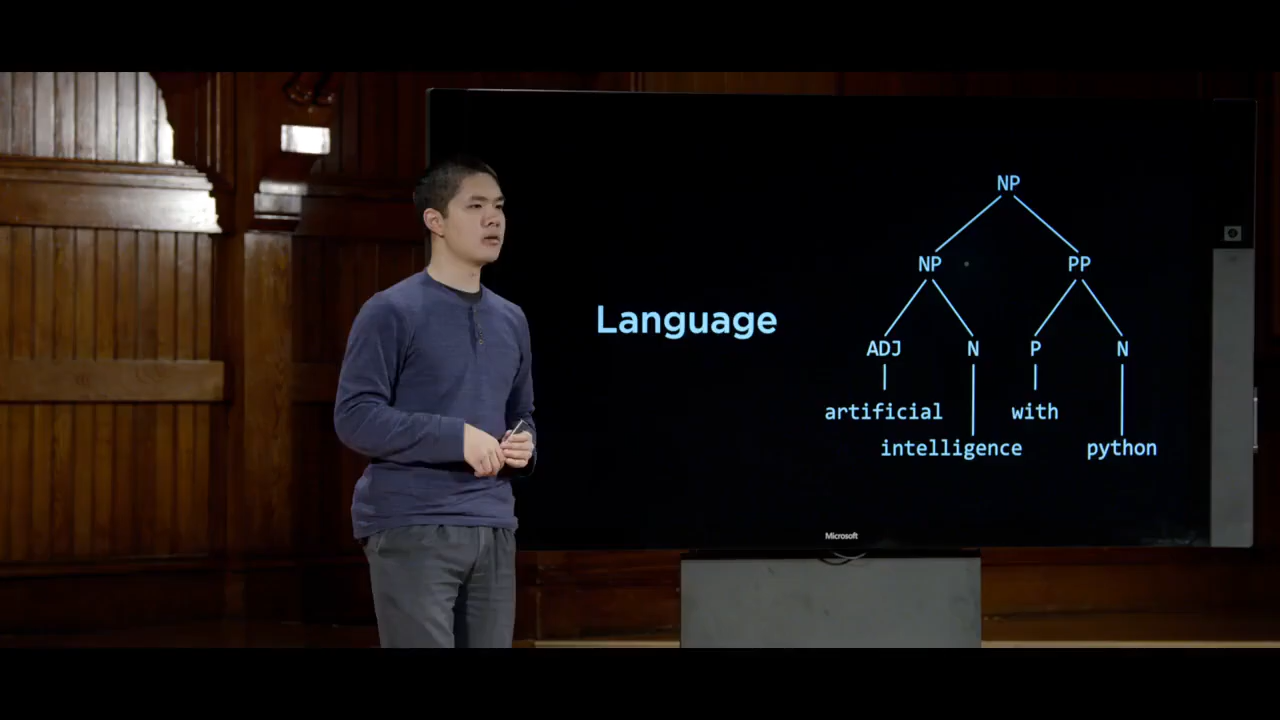 NP
NP PP
Language
ADJ N P N
artificial with
intelligence python
Microsoft